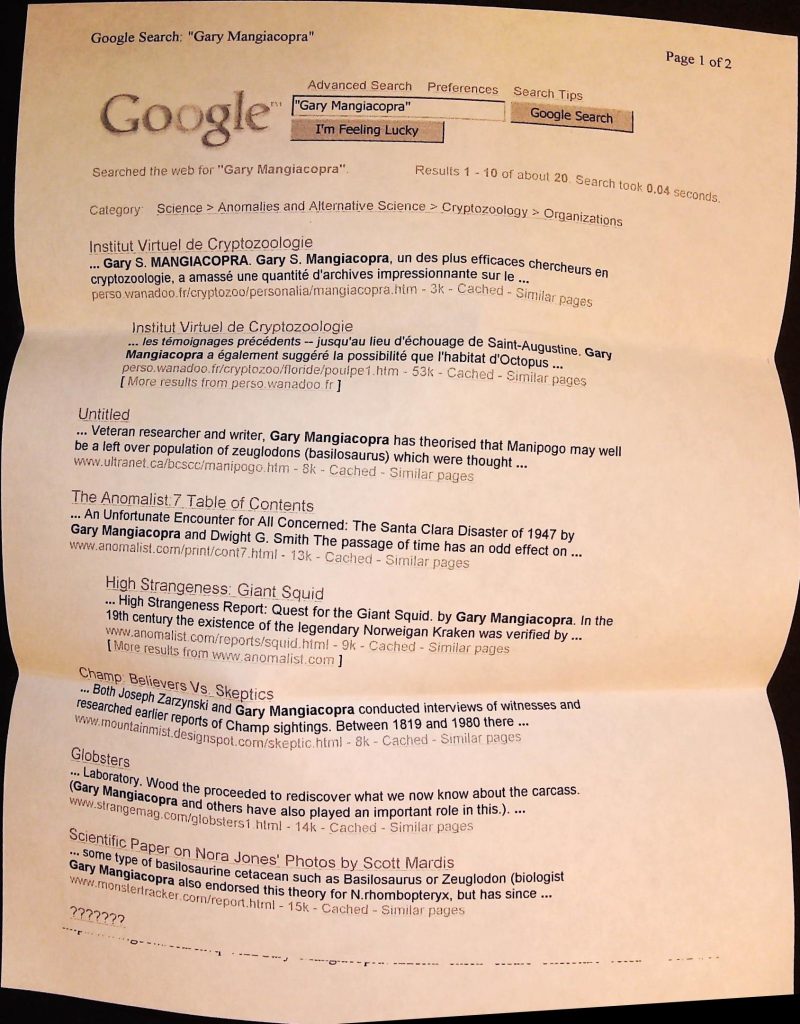 Google Search: "Gary Mangiacopra"
Page 1 of 2
Advanced Search Preferences Search Tips
Google™ "Gary Mangiacopra" Google Search
I'm Feeling Lucky
Searched the web for "Gary Mangiacopra". Results 1 - 10 of about 20. Search took 0.04 seconds.
Category: Science > Anomalies and Alternative Science > Cryptozoology > Organizations
Institut Virtuel de Cryptozoologie
... Gary S. MANGIACOPRA. Gary S. Mangiacopra, un des plus efficaces chercheurs en
cryptozoologie, a amassé une quantité d'archives impressionnante sur le ...
perso.wanadoo.fr/cryptozoo/personalia/mangiacopra.htm - 3k - Cached - Similar pages
Institut Virtuel de Cryptozoologie
... les témoignages précédents -- jusqu'au lieu d'échouage de Saint-Augustine. Gary
Mangiacopra a également suggéré la possibilité que l'habitat d'Octopus ...
perso.wanadoo.fr/cryptozoo/floride/poulpe1.htm - 53k - Cached - Similar pages
[ More results from perso.wanadoo.fr ]
Untitled
... Veteran researcher and writer, Gary Mangiacopra has theorised that Manipogo may well
be a left over population of zeuglodons (basilosaurus) which were thought ...
www.ultranet.ca/bcscc/manipogo.htm - 8k - Cached - Similar pages
The Anomalist 7 Table of Contents
... An Unfortunate Encounter for All Concerned: The Santa Clara Disaster of 1947 by
Gary Mangiacopra and Dwight G. Smith The passage of time has an odd effect on ...
www.anomalist.com/print/cont7.html - 13k - Cached - Similar pages
High Strangeness: Giant Squid
... High Strangeness Report: Quest for the Giant Squid. by Gary Mangiacopra. In the
19th century the existence of the legendary Norweigan Kraken was verified by ...
www.anomalist.com/reports/squid.html - 9k - Cached - Similar pages
[ More results from www.anomalist.com ]
Champ: Believers Vs. Skeptics
... Both Joseph Zarzynski and Gary Mangiacopra conducted interviews of witnesses and
researched earlier reports of Champ sightings. Between 1819 and 1980 there ...
www.mountainmist.designspot.com/skeptic.html - 8k - Cached - Similar pages
Globsters
... Laboratory. Wood the proceeded to rediscover what we now know about the carcass.
(Gary Mangiacopra and others have also played an important role in this.). ...
www.strangemag.com/globsters1.html - 14k - Cached - Similar pages
Scientific Paper on Nora Jones' Photos by Scott Mardis
... some type of basilosaurine cetacean such as Basilosaurus or Zeuglodon (biologist
Gary Mangiacopra also endorsed this theory for N.rhombopteryx, but has since ...
www.monstertracker.com/report.html - 15k - Cached - Similar pages
???????